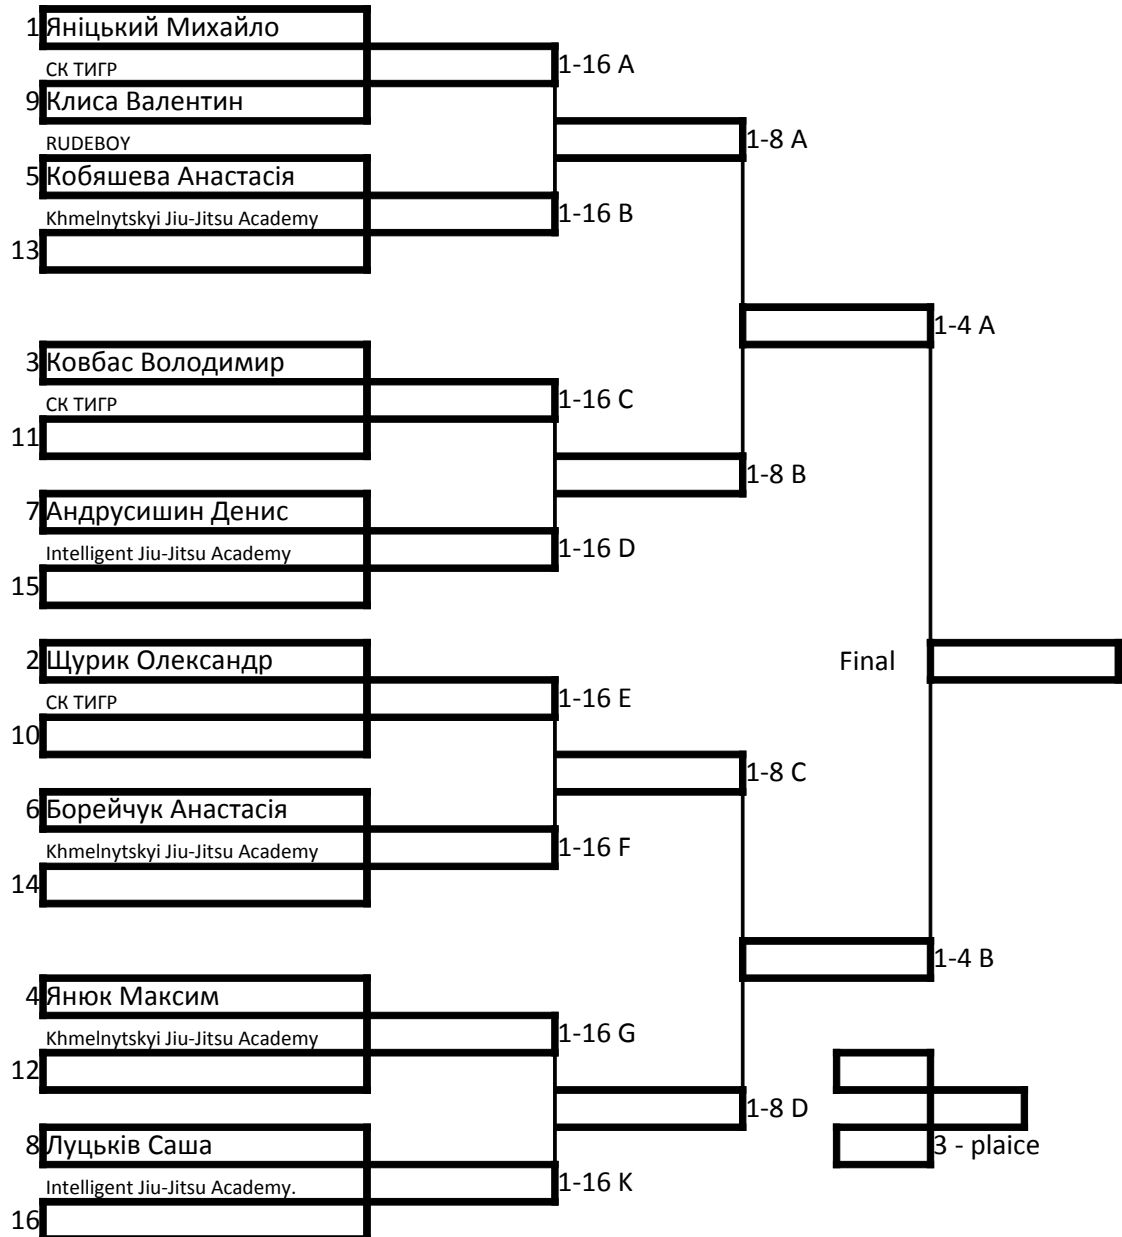 1 Яніцький Михайло
СК ТИГР
1-16 A
9 Клиса Валентин
RUDEBOY
1-8 A
5 Кобяшева Анастасія
Khmelnytskyi Jiu-Jitsu Academy
1-16 B
13
1-4 A
3 Ковбас Володимир
СК ТИГР
1-16 C
11
1-8 B
7 Андрусишин Денис
Intelligent Jiu-Jitsu Academy
1-16 D
15
2 Щурик Олександр
Final
СК ТИГР
1-16 E
10
1-8 C
6 Борейчук Анастасія
Khmelnytskyi Jiu-Jitsu Academy
1-16 F
14
1-4 B
4 Янюк Максим
Khmelnytskyi Jiu-Jitsu Academy
1-16 G
12
1-8 D
8 Луцьків Саша
3 - plaice
Intelligent Jiu-Jitsu Academy.
1-16 K
16